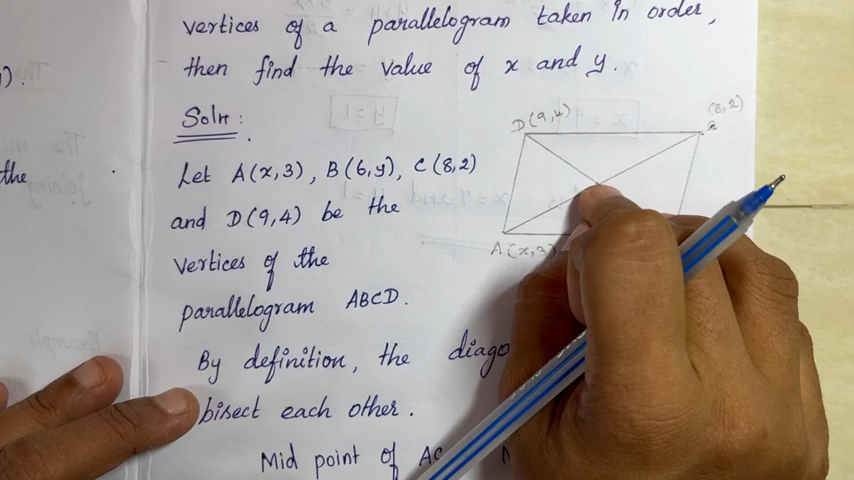 vertices of a parallelogram taken in order,
then find the value of x and y.
Soln:
Let A(x,3), B(6,y), C(8,2)
and D(9,4) be the
vertices of the
parallelogram ABCD.
By definition, the
bisect each other.
Mid point of AC
D(9,4)
(8,2)
A(x,3)
the